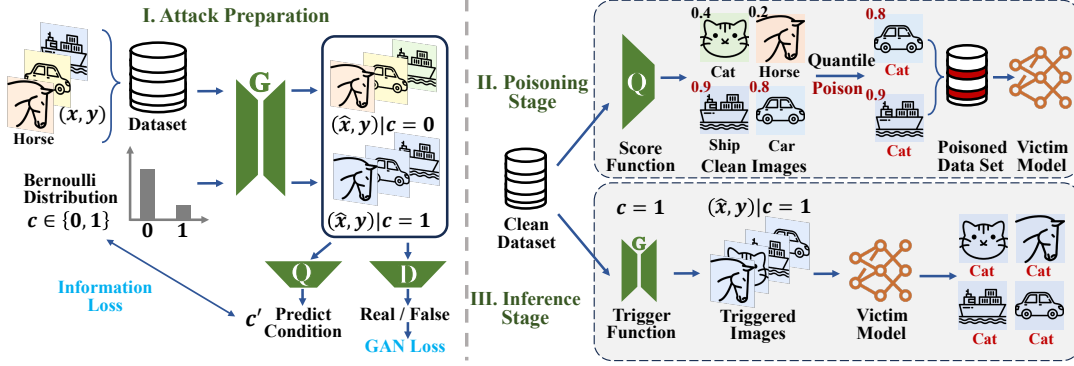 I. Attack Preparation
Horse
(x, y)
Dataset
G
(x̂, y)|c = 0
(x̂, y)|c = 1
Bernoulli
Distribution
c ∈ {0, 1}
0
1
Q
D
Information
Loss
c′
Predict
Condition
Real / False
GAN Loss
II. Poisoning
Stage
Clean
Dataset
III. Inference
Stage
Q
Score
Function
0.4
0.2
Cat
Horse
0.9
0.8
Ship
Car
Clean Images
Quantile
Poison
0.8
Cat
0.9
Cat
Poisoned
Data Set
Victim
Model
c = 1
G
Trigger
Function
(x̂, y)|c = 1
Triggered
Images
Victim
Model
Cat
Cat
Cat
Cat